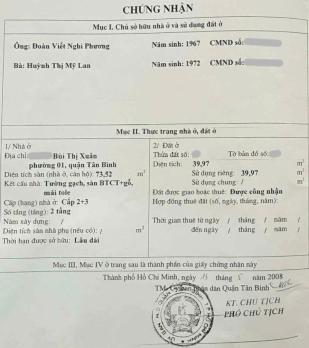 CHỨNG NHẬN
Mục I. Chủ sở hữu nhà ở và sử dụng đất ở
Ông: Đoàn Viết Nghi Phương Năm sinh: 1967 CMND số:
Bà: Huỳnh Thị Mỹ Lan Năm sinh: 1972 CMND số:
Mục II. Thực trạng nhà ở, đất ở
1/ Nhà ở
Địa chỉ: Bùi Thị Xuân
phường 01, quận Tân Bình
Diện tích sàn (nhà ở, căn hộ): 73,52 m²
Kết cấu nhà: Tường gạch, sàn BTCT+gỗ,
mái tole
Cấp (hạng) nhà ở: Cấp 2+3
Số tầng (tầng): 2 tầng
Năm xây dựng: /
Diện tích sàn nhà phụ (nếu có): / m²
Thời hạn được sở hữu: Lâu dài
2/ Đất ở
Thửa đất số: Tờ bản đồ số:
Diện tích: 39,97 m²
Sử dụng riêng: 39,97 m²
Sử dụng chung: / m²
Đất được giao hoặc thuê: Được công nhận
Hợp đồng thuê đất (số, ngày, tháng, năm):
Thời gian thuê từ ngày / tháng / năm /
đến ngày / tháng / năm /
Mục III, Mục IV ở trang sau là thành phần của giấy chứng nhận này
Thành phố Hồ Chí Minh, ngày tháng 5 năm 2008
TM. Ủy ban nhân dân Quận Tân Bình
KT. CHỦ TỊCH
PHÓ CHỦ TỊCH